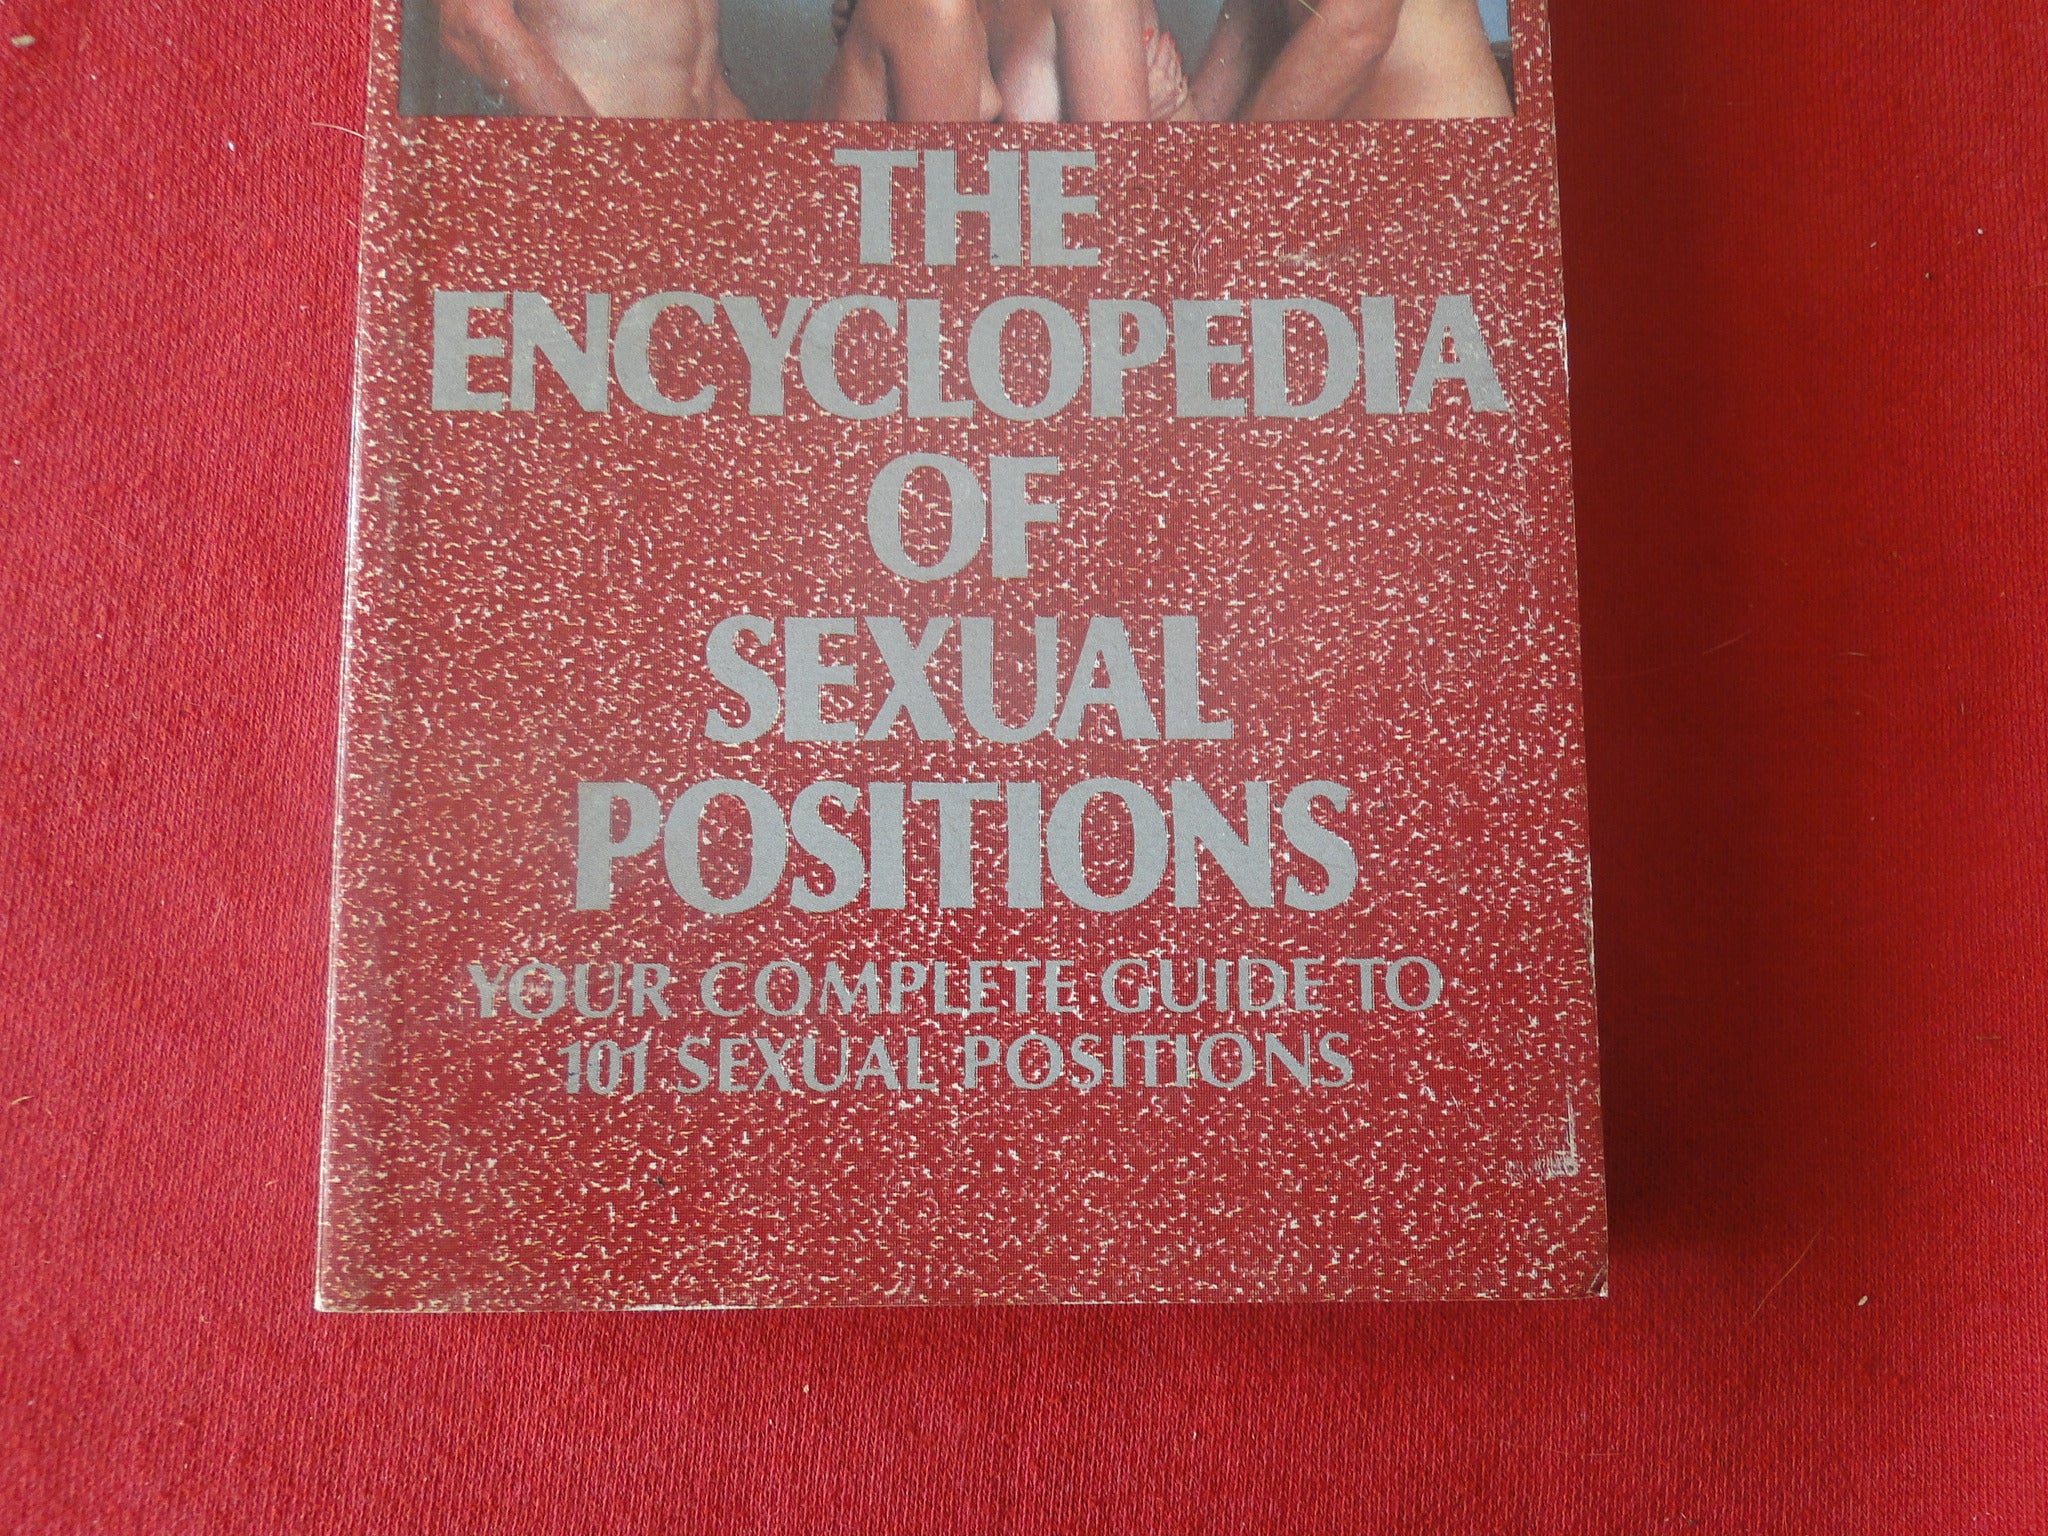 THE
ENCYCLOPEDIA
OF
SEXUAL
POSITIONS
YOUR COMPLETE GUIDE TO
101 SEXUAL POSITIONS